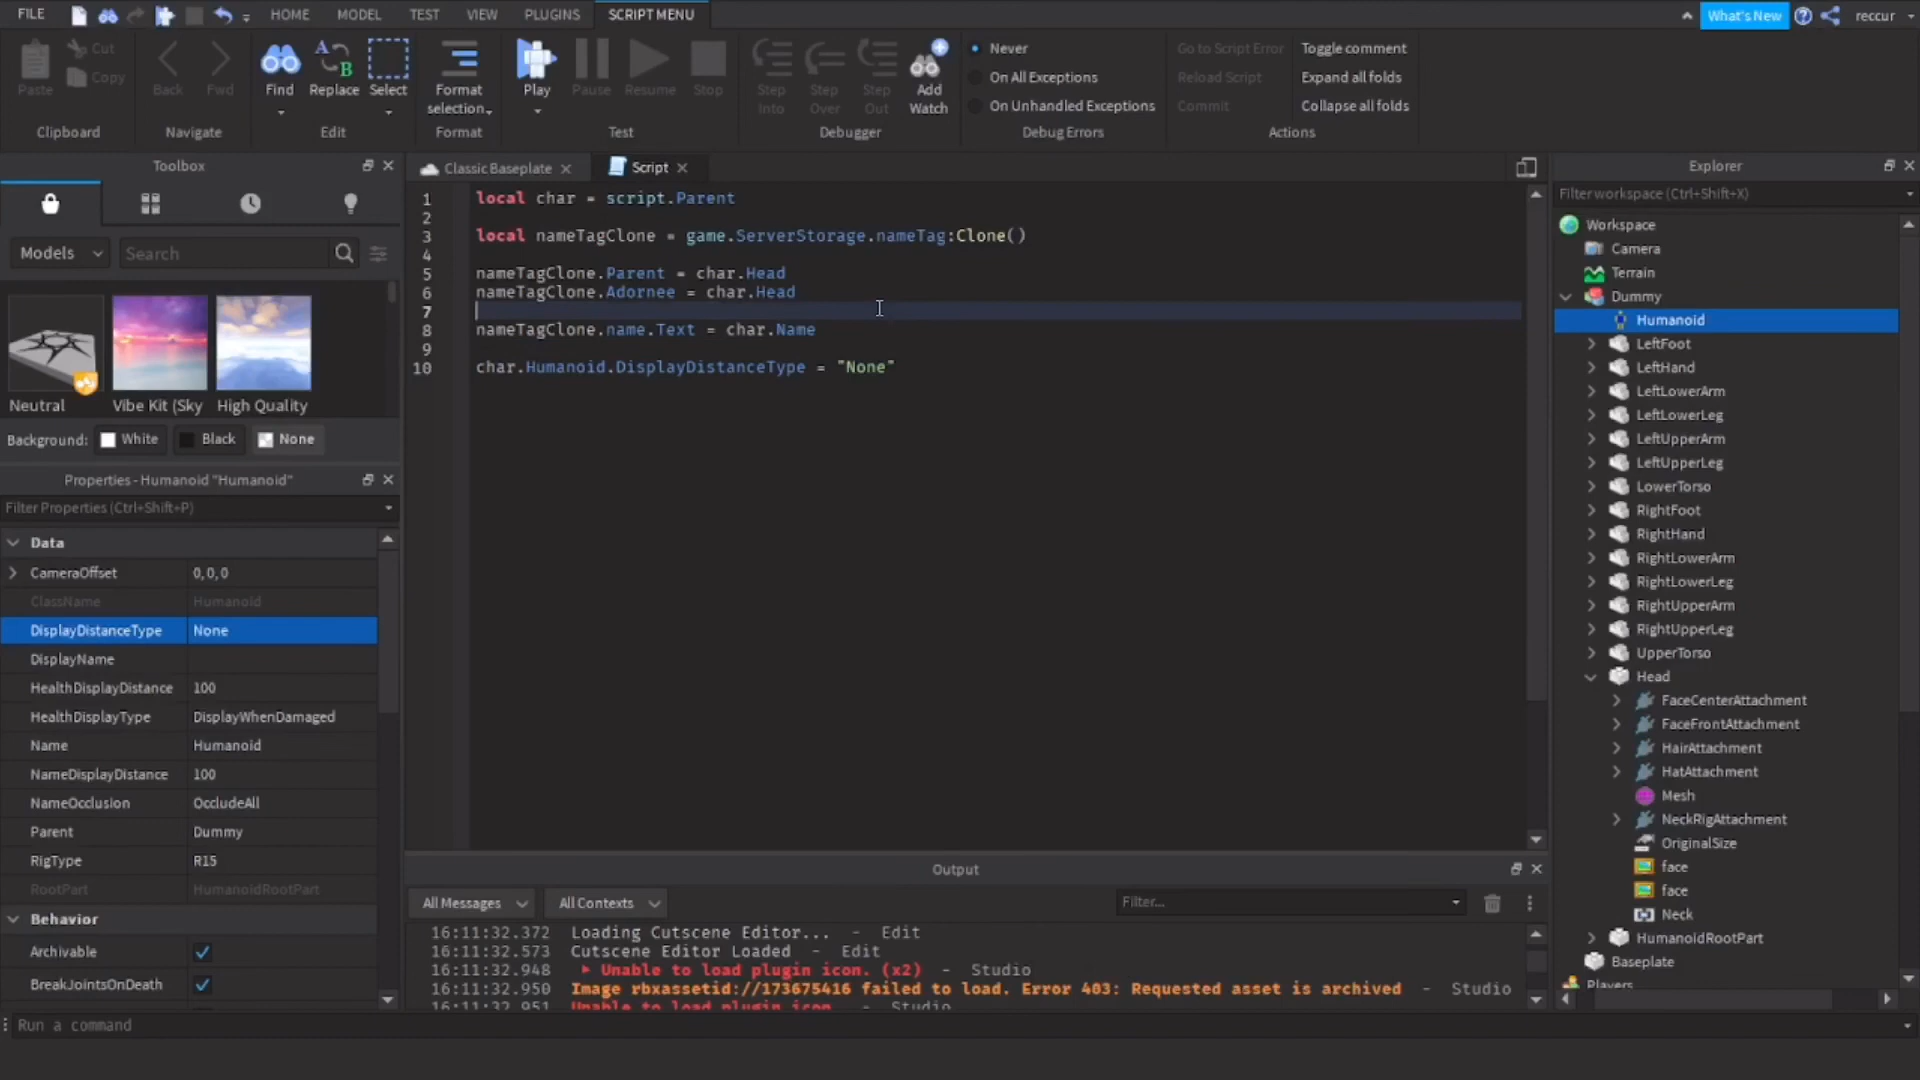 FILE HOME MODEL TEST VIEW PLUGINS SCRIPT MENU What's New reccur
Paste Cut Copy
Clipboard
Back Fwd
Navigate
Find Replace Select
Edit
Format selection
Format
Play Pause Resume Stop
Test
Step Into Step Over Step Out Add Watch
Debugger
Never
On All Exceptions
On Unhandled Exceptions
Debug Errors
Go to Script Error Toggle comment
Reload Script Expand all folds
Commit Collapse all folds
Actions
Toolbox
Models Search
Neutral Vibe Kit (Sky High Quality
Background: White Black None
Properties - Humanoid "Humanoid"
Filter Properties (Ctrl+Shift+P)
Data
CameraOffset 0,0,0
ClassName Humanoid
DisplayDistanceType None
DisplayName
HealthDisplayDistance 100
HealthDisplayType DisplayWhenDamaged
Name Humanoid
NameDisplayDistance 100
NameOcclusion OccludeAll
Parent Dummy
RigType R15
RootPart HumanoidRootPart
Behavior
Archivable
BreakJointsOnDeath
Classic Baseplate Script
1 local char = script.Parent
2
3 local nameTagClone = game.ServerStorage.nameTag:Clone()
4
5 nameTagClone.Parent = char.Head
6 nameTagClone.Adornee = char.Head
7
8 nameTagClone.name.Text = char.Name
9
10 char.Humanoid.DisplayDistanceType = "None"
Output
All Messages All Contexts Filter...
16:11:32.372 Loading Cutscene Editor... - Edit
16:11:32.573 Cutscene Editor Loaded - Edit
16:11:32.948 Unable to load plugin icon. (x2) - Studio
16:11:32.950 Image rbxassetid://173675416 failed to load. Error 403: Requested asset is archived - Studio
16:11:32.951 Unable to load plugin icon. - Studio
Explorer
Filter workspace (Ctrl+Shift+X)
Workspace
Camera
Terrain
Dummy
Humanoid
LeftFoot
LeftHand
LeftLowerArm
LeftLowerLeg
LeftUpperArm
LeftUpperLeg
LowerTorso
RightFoot
RightHand
RightLowerArm
RightLowerLeg
RightUpperArm
RightUpperLeg
UpperTorso
Head
FaceCenterAttachment
FaceFrontAttachment
HairAttachment
HatAttachment
Mesh
NeckRigAttachment
OriginalSize
face
face
Neck
HumanoidRootPart
Baseplate
Players
Run a command